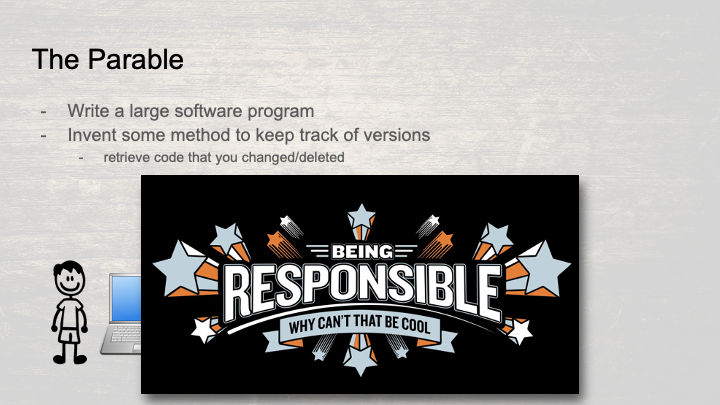 The Parable
- Write a large software program
- Invent some method to keep track of versions
- retrieve code that you changed/deleted
BEING
RESPONSIBLE
WHY CAN'T THAT BE COOL